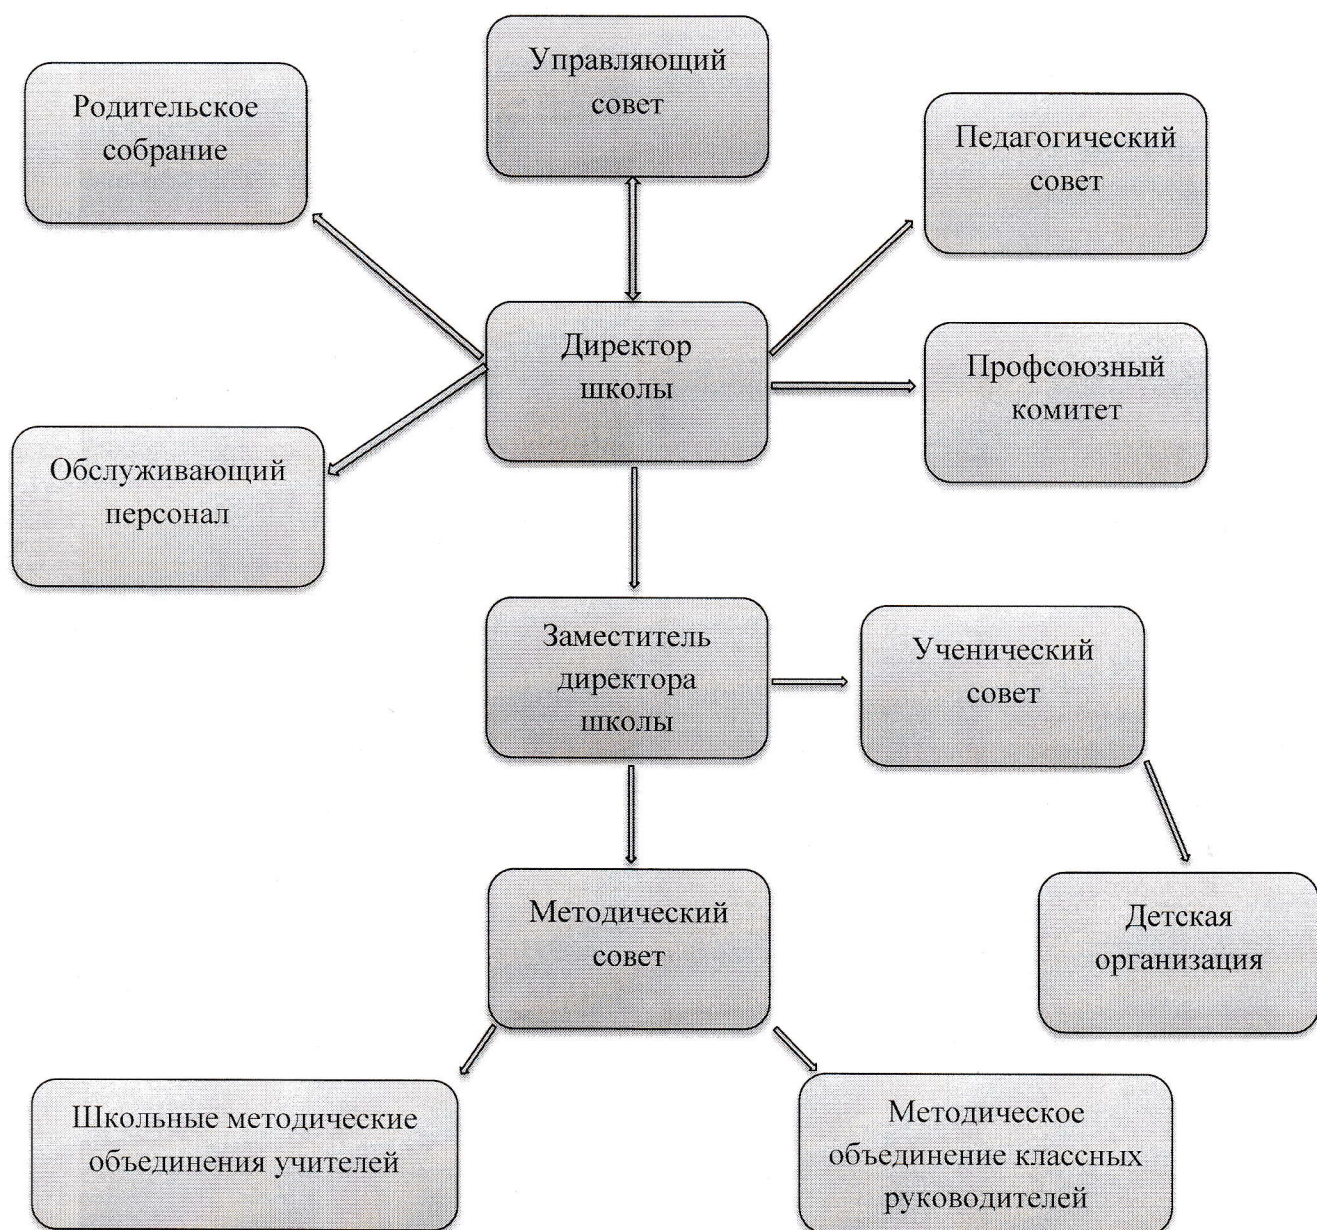 Управляющий
совет
Родительское
собрание
Педагогический
совет
Директор
школы
Профсоюзный
комитет
Обслуживающий
персонал
Заместитель
директора
школы
Ученический
совет
Методический
совет
Детская
организация
Школьные методические
объединения учителей
Методическое
объединение классных
руководителей